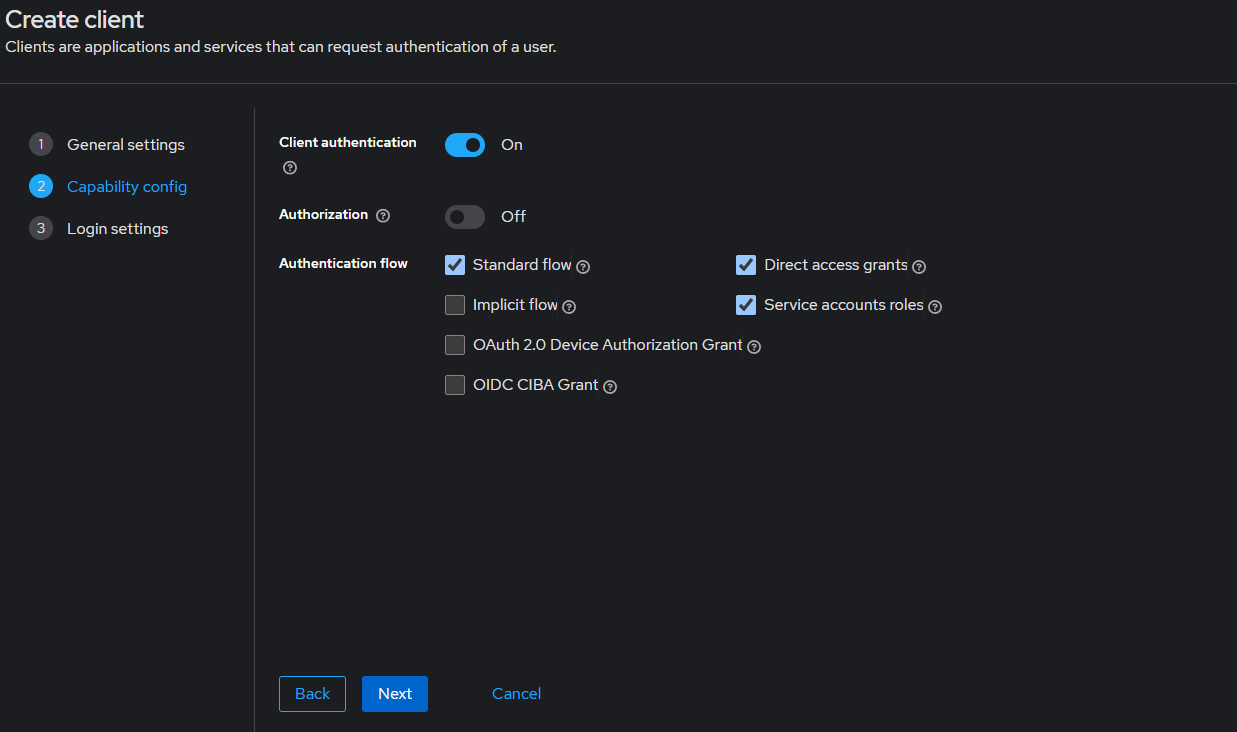 Create client
Clients are applications and services that can request authentication of a user.
1 General settings
2 Capability config
3 Login settings
Client authentication
On
Authorization
Off
Authentication flow
Standard flow
Direct access grants
Implicit flow
Service accounts roles
OAuth 2.0 Device Authorization Grant
OIDC CIBA Grant
Back
Next
Cancel